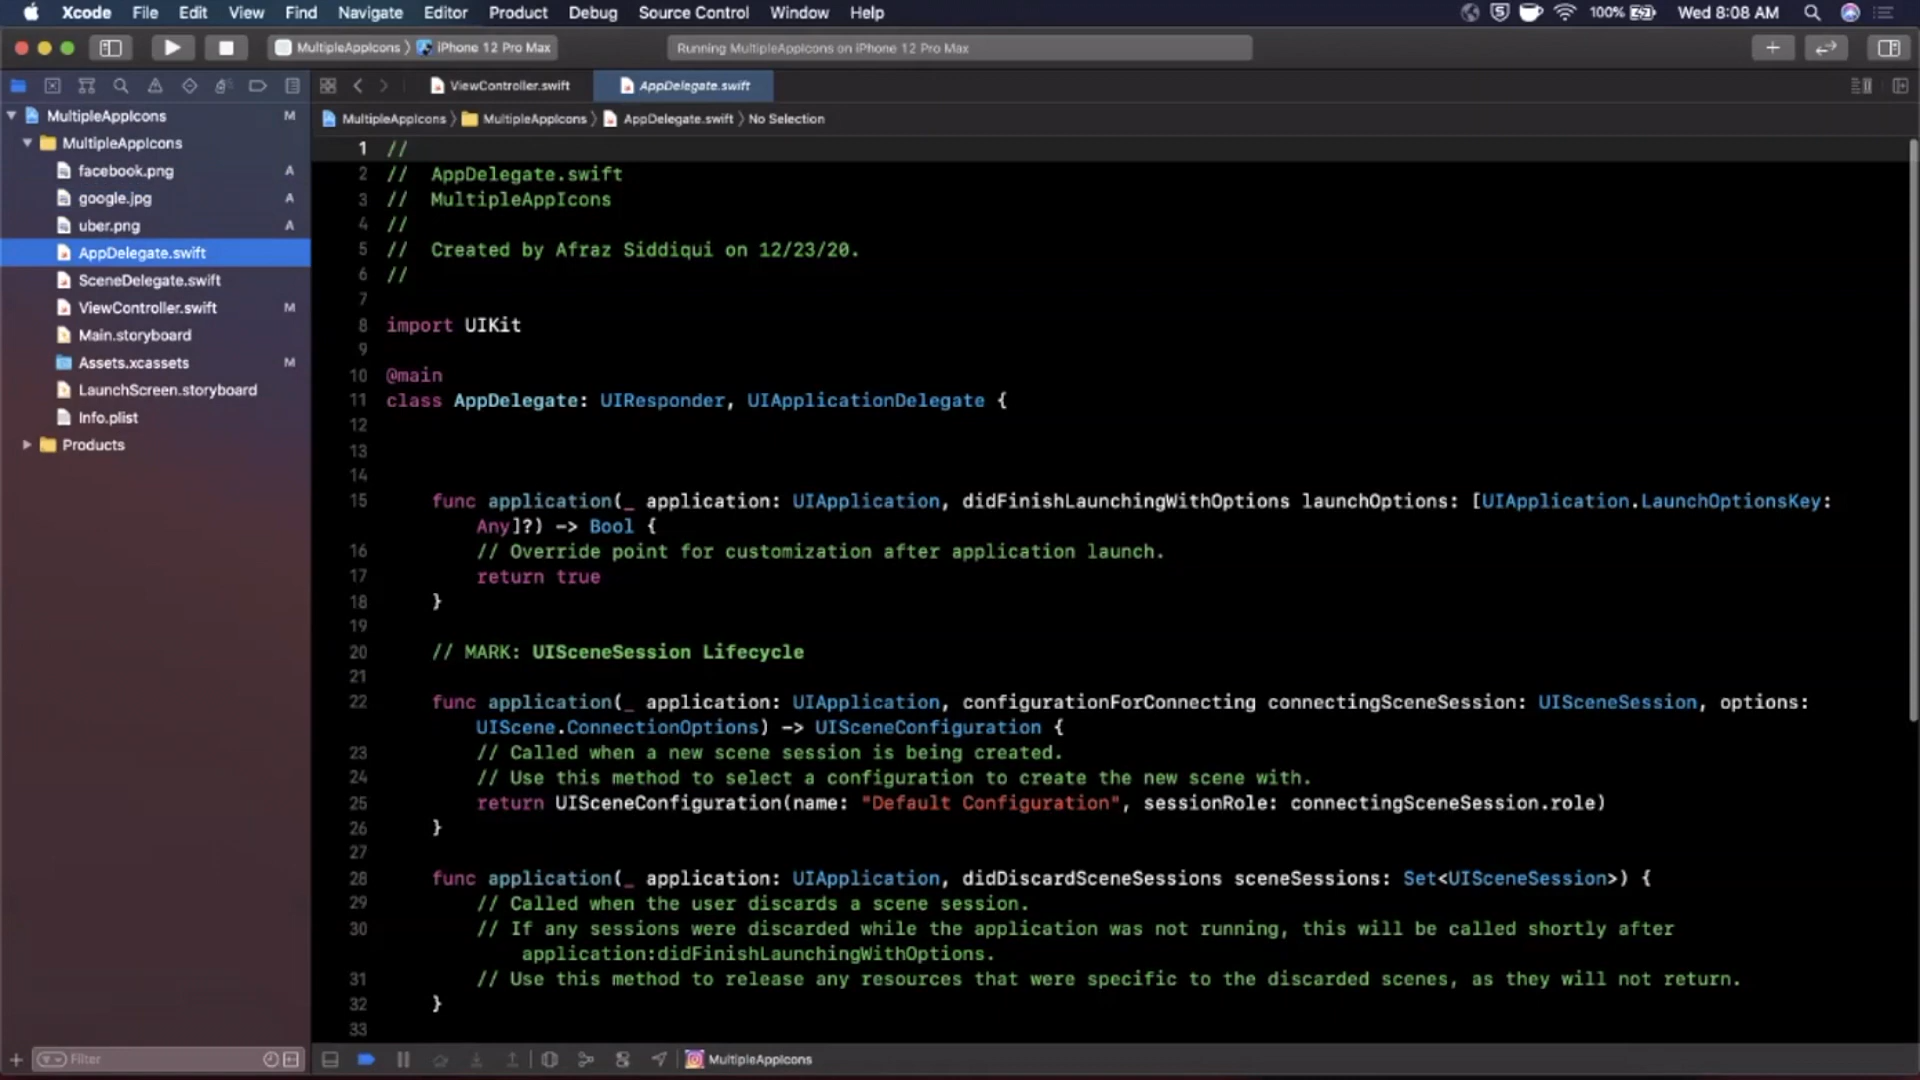 Xcode File Edit View Find Navigate Editor Product Debug Source Control Window Help 100% Wed 8:08 AM
MultipleAppIcons iPhone 12 Pro Max Running MultipleAppIcons on iPhone 12 Pro Max
ViewController.swift AppDelegate.swift
MultipleAppIcons MultipleAppIcons AppDelegate.swift No Selection
MultipleAppIcons M
MultipleAppIcons
facebook.png A
google.jpg A
uber.png A
AppDelegate.swift
SceneDelegate.swift
ViewController.swift M
Main.storyboard
Assets.xcassets M
LaunchScreen.storyboard
Info.plist
Products
Filter
1 //
2 // AppDelegate.swift
3 // MultipleAppIcons
4 //
5 // Created by Afraz Siddiqui on 12/23/20.
6 //
7
8 import UIKit
9
10 @main
11 class AppDelegate: UIResponder, UIApplicationDelegate {
12
13
14
15 func application(_ application: UIApplication, didFinishLaunchingWithOptions launchOptions: [UIApplication.LaunchOptionsKey:
Any]?) -> Bool {
16 // Override point for customization after application launch.
17 return true
18 }
19
20 // MARK: UISceneSession Lifecycle
21
22 func application(_ application: UIApplication, configurationForConnecting connectingSceneSession: UISceneSession, options:
UIScene.ConnectionOptions) -> UISceneConfiguration {
23 // Called when a new scene session is being created.
24 // Use this method to select a configuration to create the new scene with.
25 return UISceneConfiguration(name: "Default Configuration", sessionRole: connectingSceneSession.role)
26 }
27
28 func application(_ application: UIApplication, didDiscardSceneSessions sceneSessions: Set<UISceneSession>) {
29 // Called when the user discards a scene session.
30 // If any sessions were discarded while the application was not running, this will be called shortly after
application:didFinishLaunchingWithOptions.
31 // Use this method to release any resources that were specific to the discarded scenes, as they will not return.
32 }
33
MultipleAppIcons